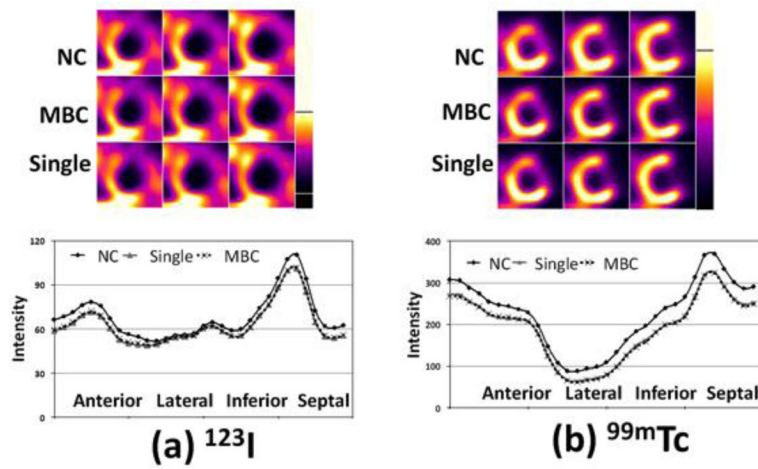 NC
MBC
Single
NC
MBC
Single
120
90
60
30
0
Intensity
NC Single MBC
Anterior Lateral Inferior Septal
(a) ¹²³I
400
300
200
100
0
Intensity
NC Single MBC
Anterior Lateral Inferior Septal
(b) ⁹⁹ᵐTc